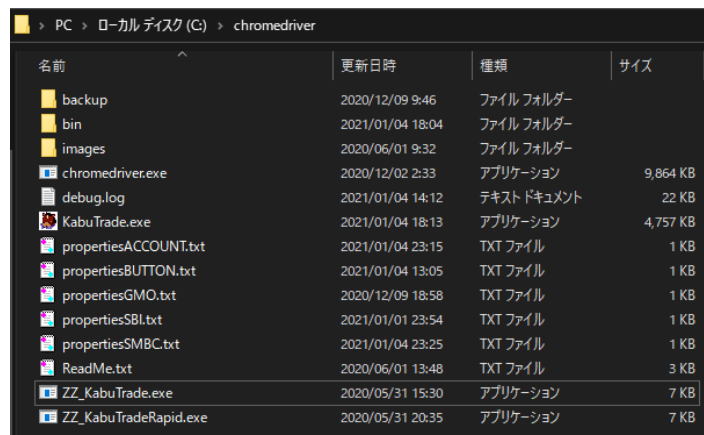 PC > ローカル ディスク (C:) > chromedriver
名前 更新日時 種類 サイズ
backup 2020/12/09 9:46 ファイル フォルダー
bin 2021/01/04 18:04 ファイル フォルダー
images 2020/06/01 9:32 ファイル フォルダー
chromedriver.exe 2020/12/02 2:33 アプリケーション 9,864 KB
debug.log 2021/01/04 14:12 テキスト ドキュメント 22 KB
KabuTrade.exe 2021/01/04 18:13 アプリケーション 4,757 KB
propertiesACCOUNT.txt 2021/01/04 23:15 TXT ファイル 1 KB
propertiesBUTTON.txt 2021/01/04 13:05 TXT ファイル 1 KB
propertiesGMO.txt 2020/12/09 18:58 TXT ファイル 1 KB
propertiesSBI.txt 2021/01/01 23:54 TXT ファイル 1 KB
propertiesSMBC.txt 2021/01/04 23:25 TXT ファイル 1 KB
ReadMe.txt 2020/06/01 13:48 TXT ファイル 3 KB
ZZ_KabuTrade.exe 2020/05/31 15:30 アプリケーション 7 KB
ZZ_KabuTradeRapid.exe 2020/05/31 20:35 アプリケーション 7 KB